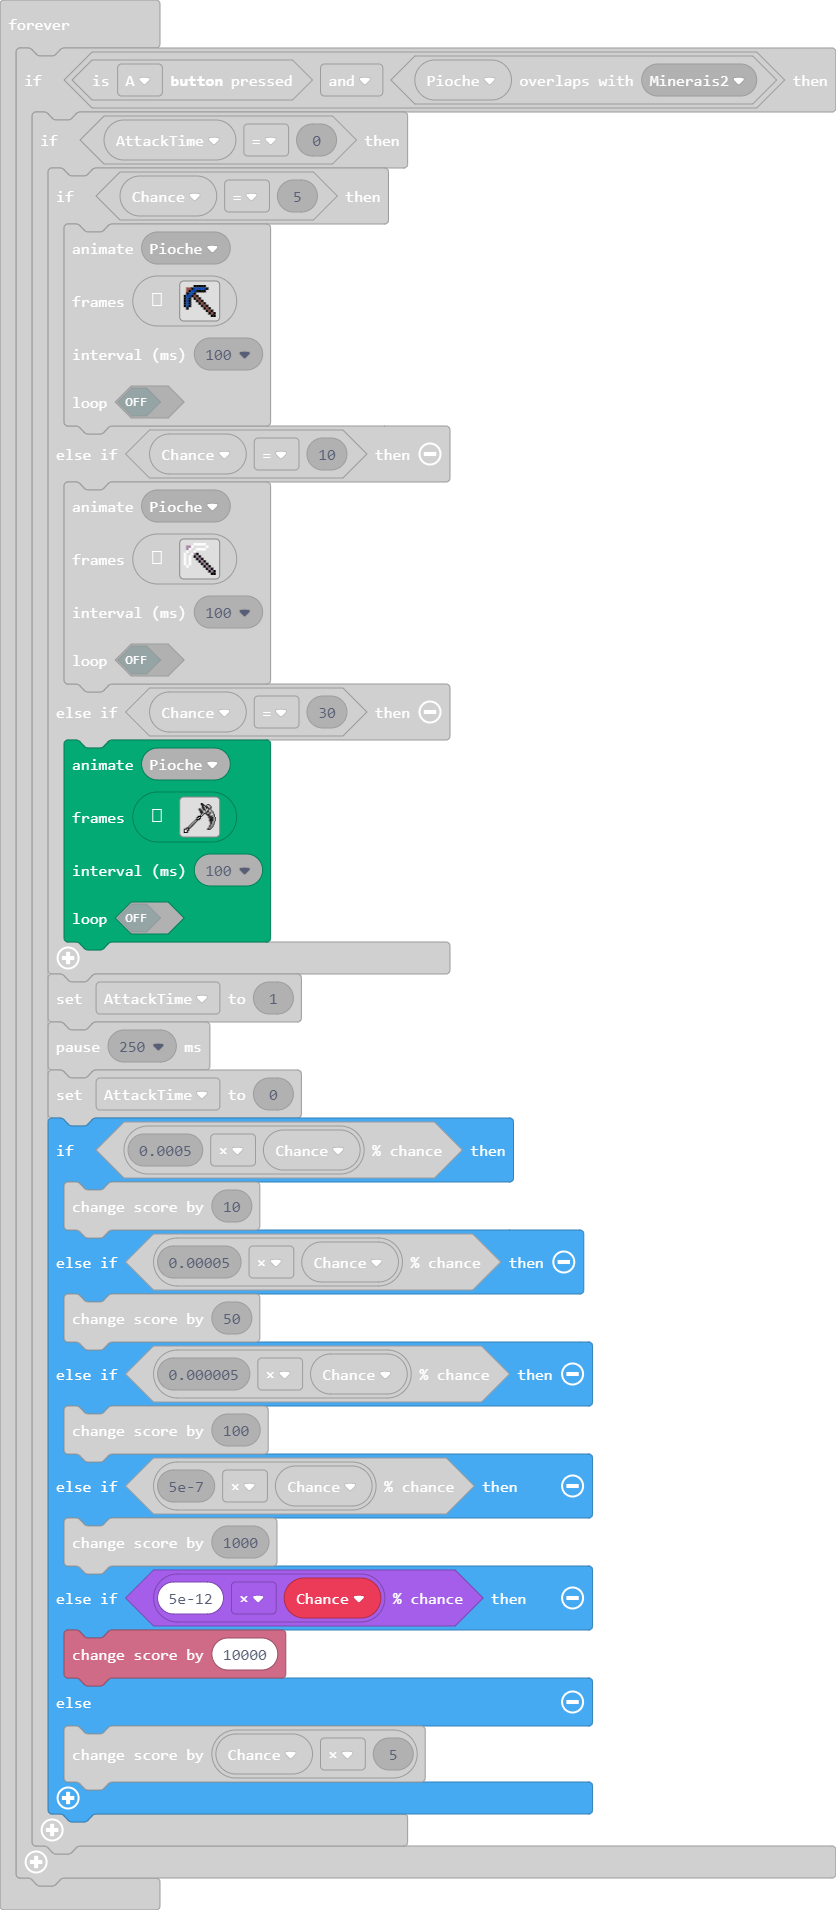 forever
if is A button pressed and Pioche overlaps with Minerais2 then
if AttackTime = 0 then
if Chance = 5 then
animate Pioche
frames
interval (ms) 100
loop OFF
else if Chance = 10 then
animate Pioche
frames
interval (ms) 100
loop OFF
else if Chance = 30 then
animate Pioche
frames
interval (ms) 100
loop OFF
set AttackTime to 1
pause 250 ms
set AttackTime to 0
if 0.0005 × Chance % chance then
change score by 10
else if 0.00005 × Chance % chance then
change score by 50
else if 0.000005 × Chance % chance then
change score by 100
else if 5e-7 × Chance % chance then
change score by 1000
else if 5e-12 × Chance % chance then
change score by 10000
else
change score by Chance × 5